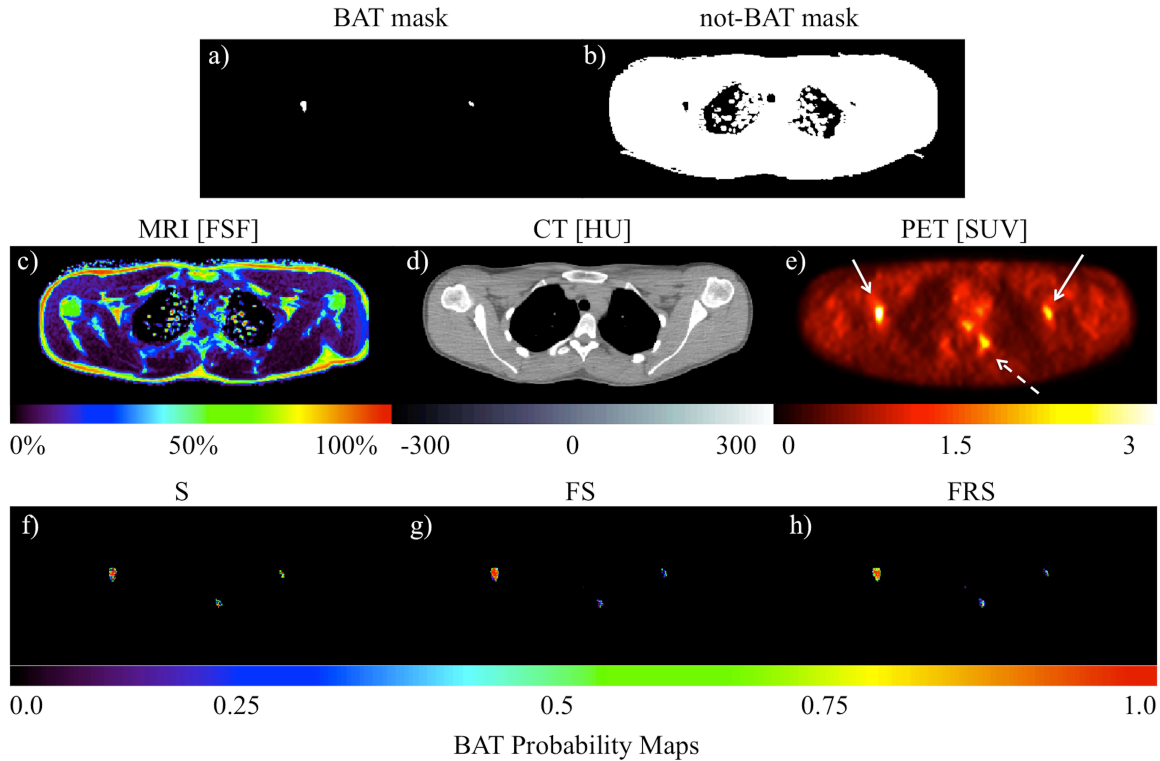 BAT mask not-BAT mask
a) b)
MRI [FSF] CT [HU] PET [SUV]
c) d) e)
0% 50% 100% -300 0 300 0 1.5 3
S FS FRS
f) g) h)
0.0 0.25 0.5 0.75 1.0
BAT Probability Maps